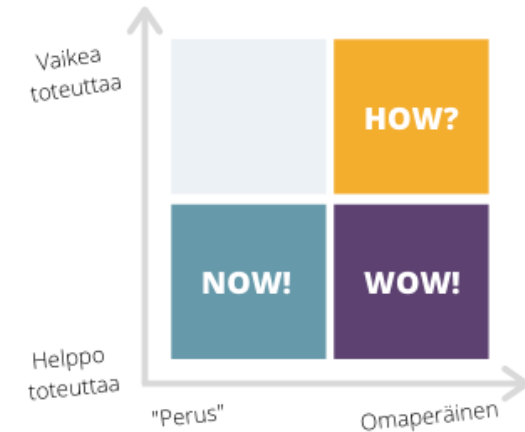 Vaikea
toteuttaa
HOW?
NOW!
WOW!
Helppo
toteuttaa
"Perus"
Omaperäinen